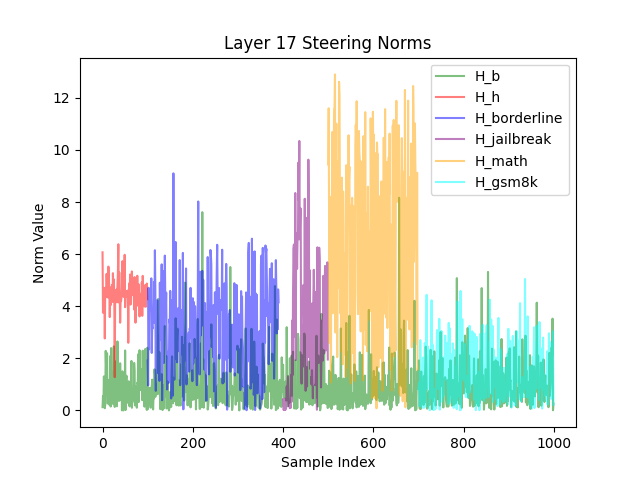 Layer 17 Steering Norms
H_b
H_h
H_borderline
H_jailbreak
H_math
H_gsm8k
Norm Value
12
10
8
6
4
2
0
0 200 400 600 800 1000
Sample Index